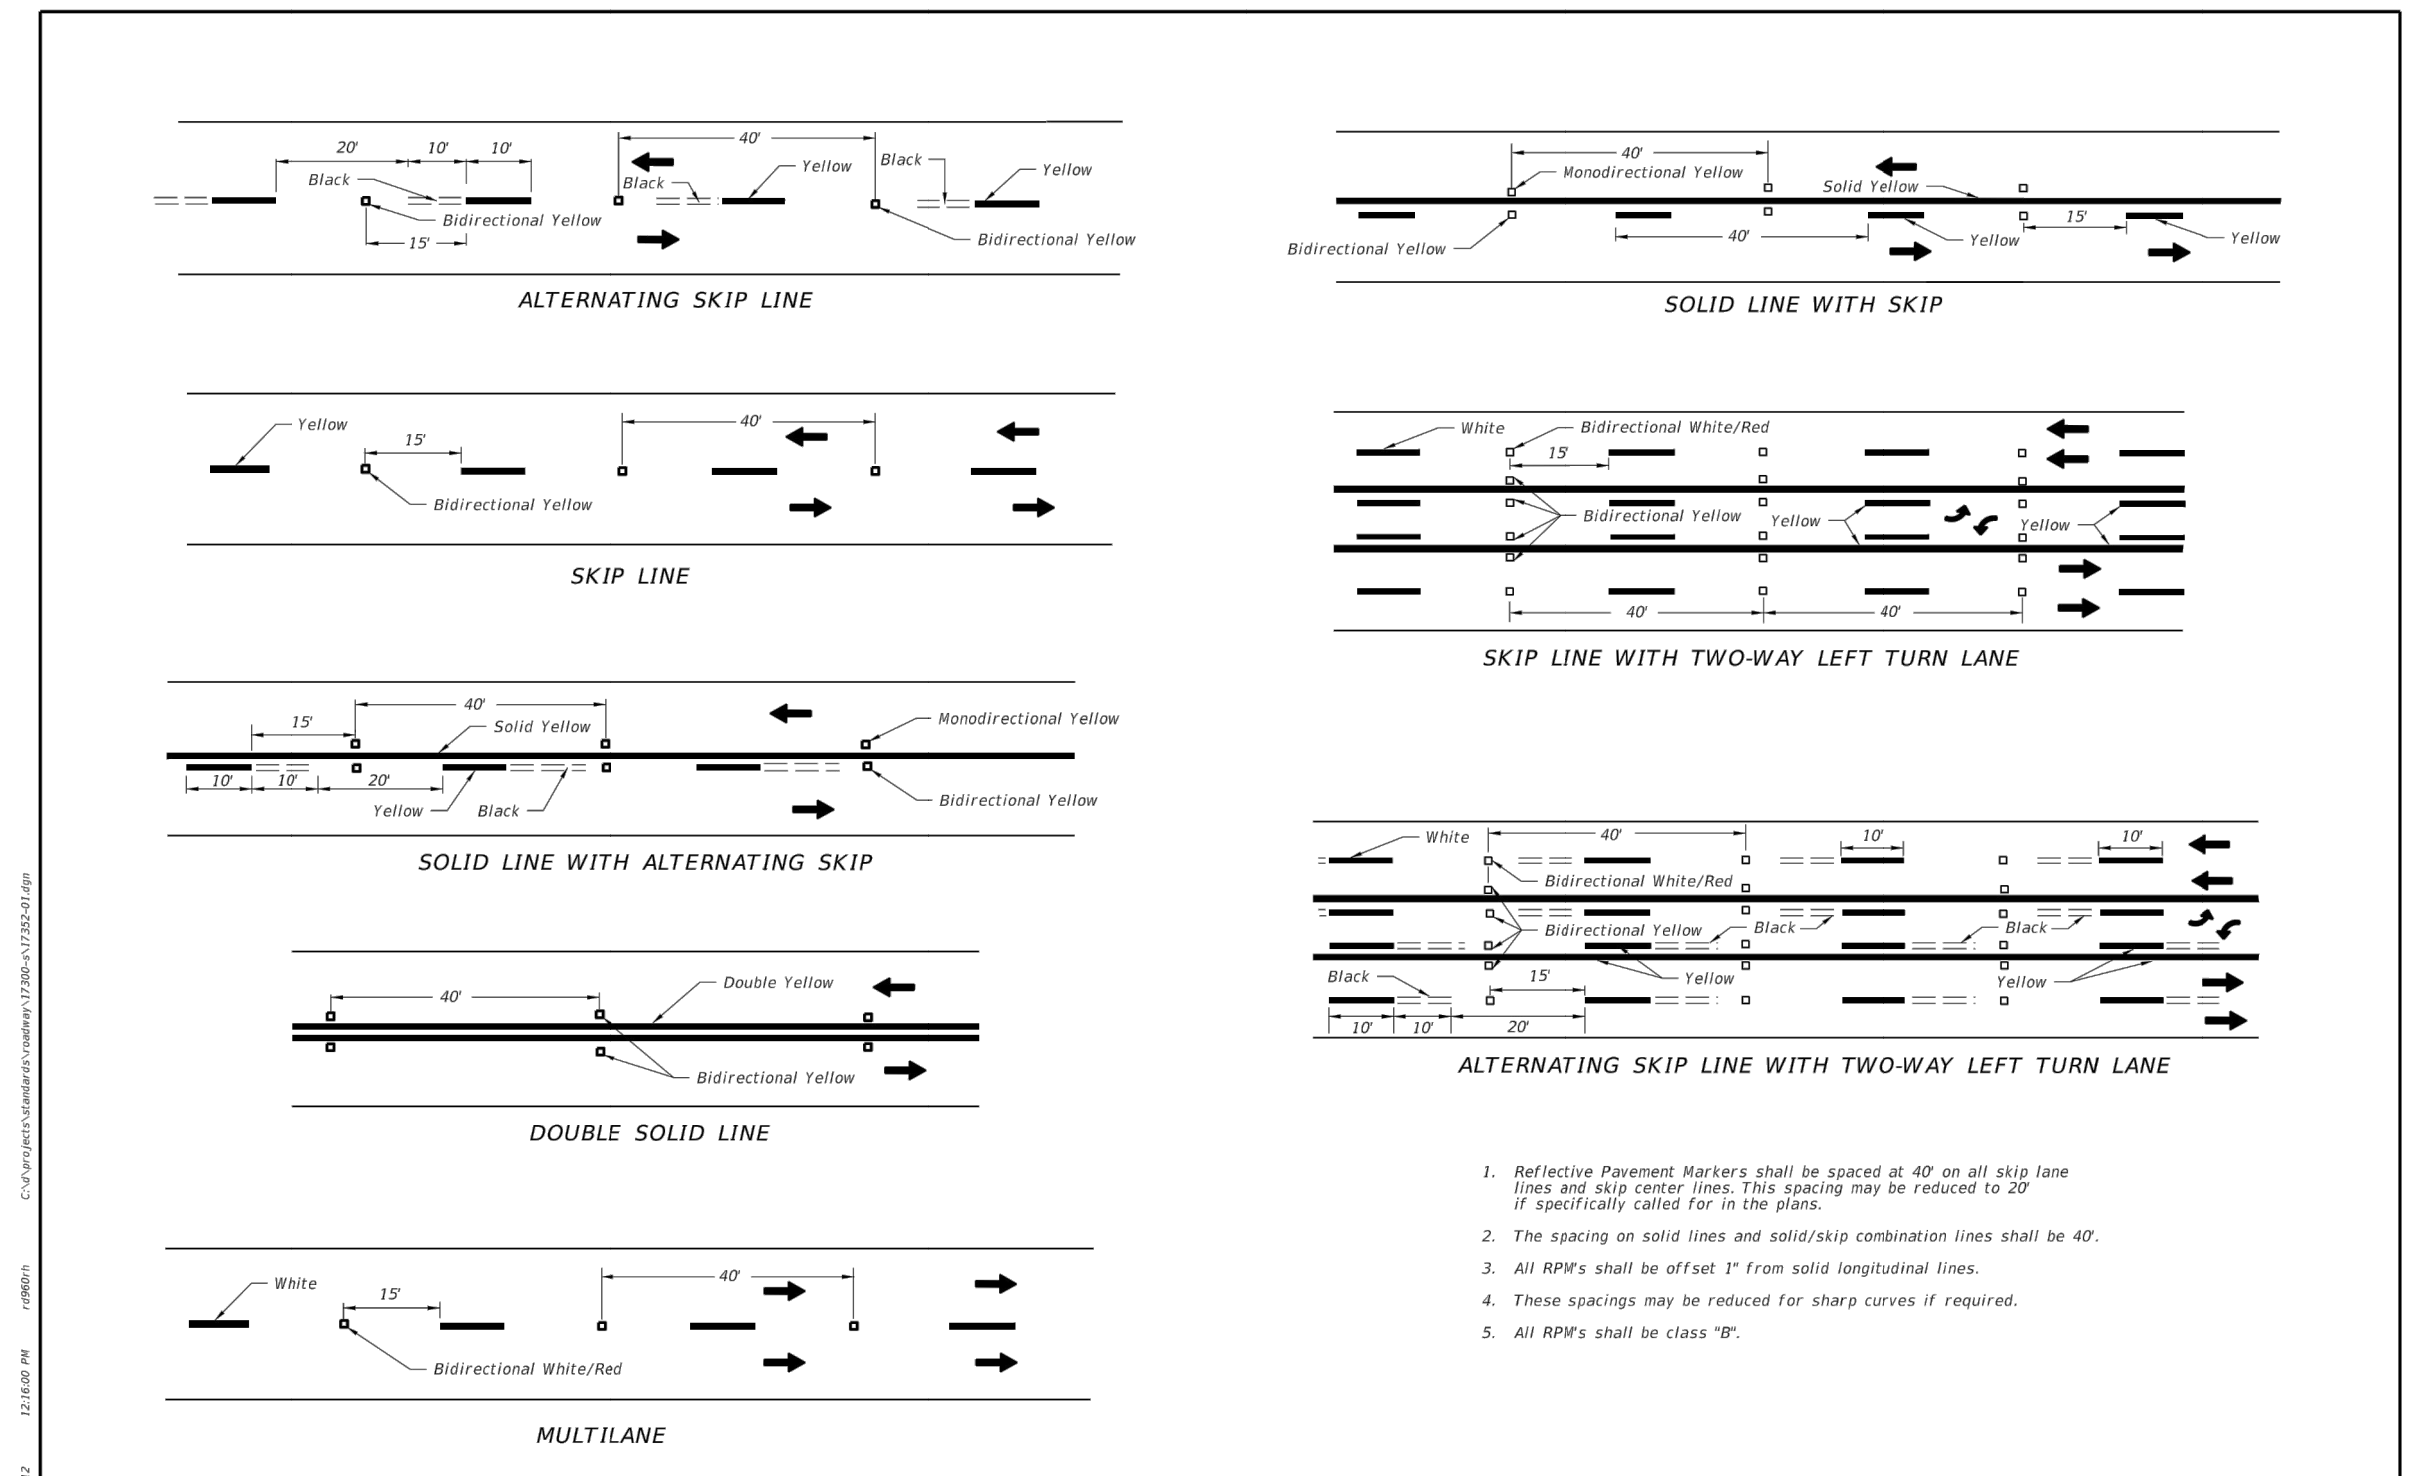 20'
10'
10'
40'
Black
Black
Yellow
Black
Yellow
Bidirectional Yellow
15'
Bidirectional Yellow
ALTERNATING SKIP LINE
Yellow
15'
40'
Bidirectional Yellow
SKIP LINE
15'
40'
Solid Yellow
Monodirectional Yellow
10'
10'
20'
Yellow
Black
Bidirectional Yellow
SOLID LINE WITH ALTERNATING SKIP
40'
Double Yellow
Bidirectional Yellow
DOUBLE SOLID LINE
White
15'
40'
Bidirectional White/Red
MULTILANE
40'
Monodirectional Yellow
Solid Yellow
15'
Bidirectional Yellow
40'
Yellow
Yellow
SOLID LINE WITH SKIP
White
Bidirectional White/Red
15'
Bidirectional Yellow
Yellow
Yellow
40'
40'
SKIP LINE WITH TWO-WAY LEFT TURN LANE
White
40'
10'
10'
Bidirectional White/Red
Bidirectional Yellow
Black
Black
Black
15'
Yellow
Yellow
10'
10'
20'
ALTERNATING SKIP LINE WITH TWO-WAY LEFT TURN LANE
1. Reflective Pavement Markers shall be spaced at 40' on all skip lane
lines and skip center lines. This spacing may be reduced to 20'
if specifically called for in the plans.
2. The spacing on solid lines and solid/skip combination lines shall be 40'.
3. All RPM's shall be offset 1" from solid longitudinal lines.
4. These spacings may be reduced for sharp curves if required.
5. All RPM's shall be class "B".
12
12:16:00 PM
rd960rh
C:\d\projects\standards\roadway\17300-s\17352-01.dgn